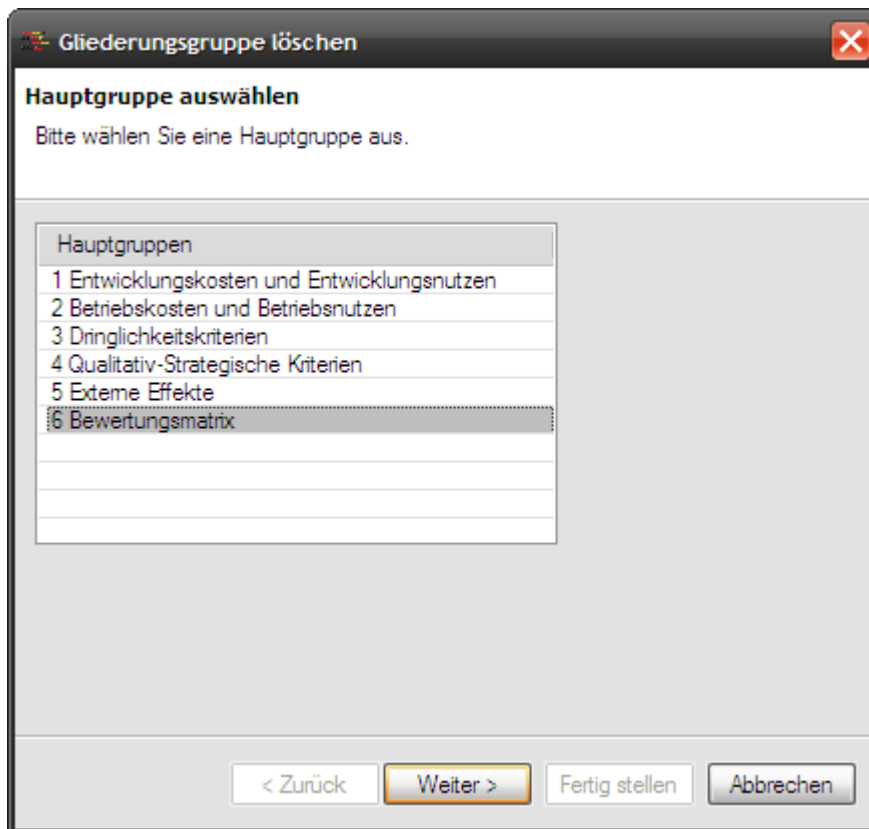 Gliederungsgruppe löschen
Hauptgruppe auswählen
Bitte wählen Sie eine Hauptgruppe aus.
Hauptgruppen
1 Entwicklungskosten und Entwicklungsnutzen
2 Betriebskosten und Betriebsnutzen
3 Dringlichkeitskriterien
4 Qualitativ-Strategische Kriterien
5 Externe Effekte
6 Bewertungsmatrix
< Zurück Weiter > Fertig stellen Abbrechen